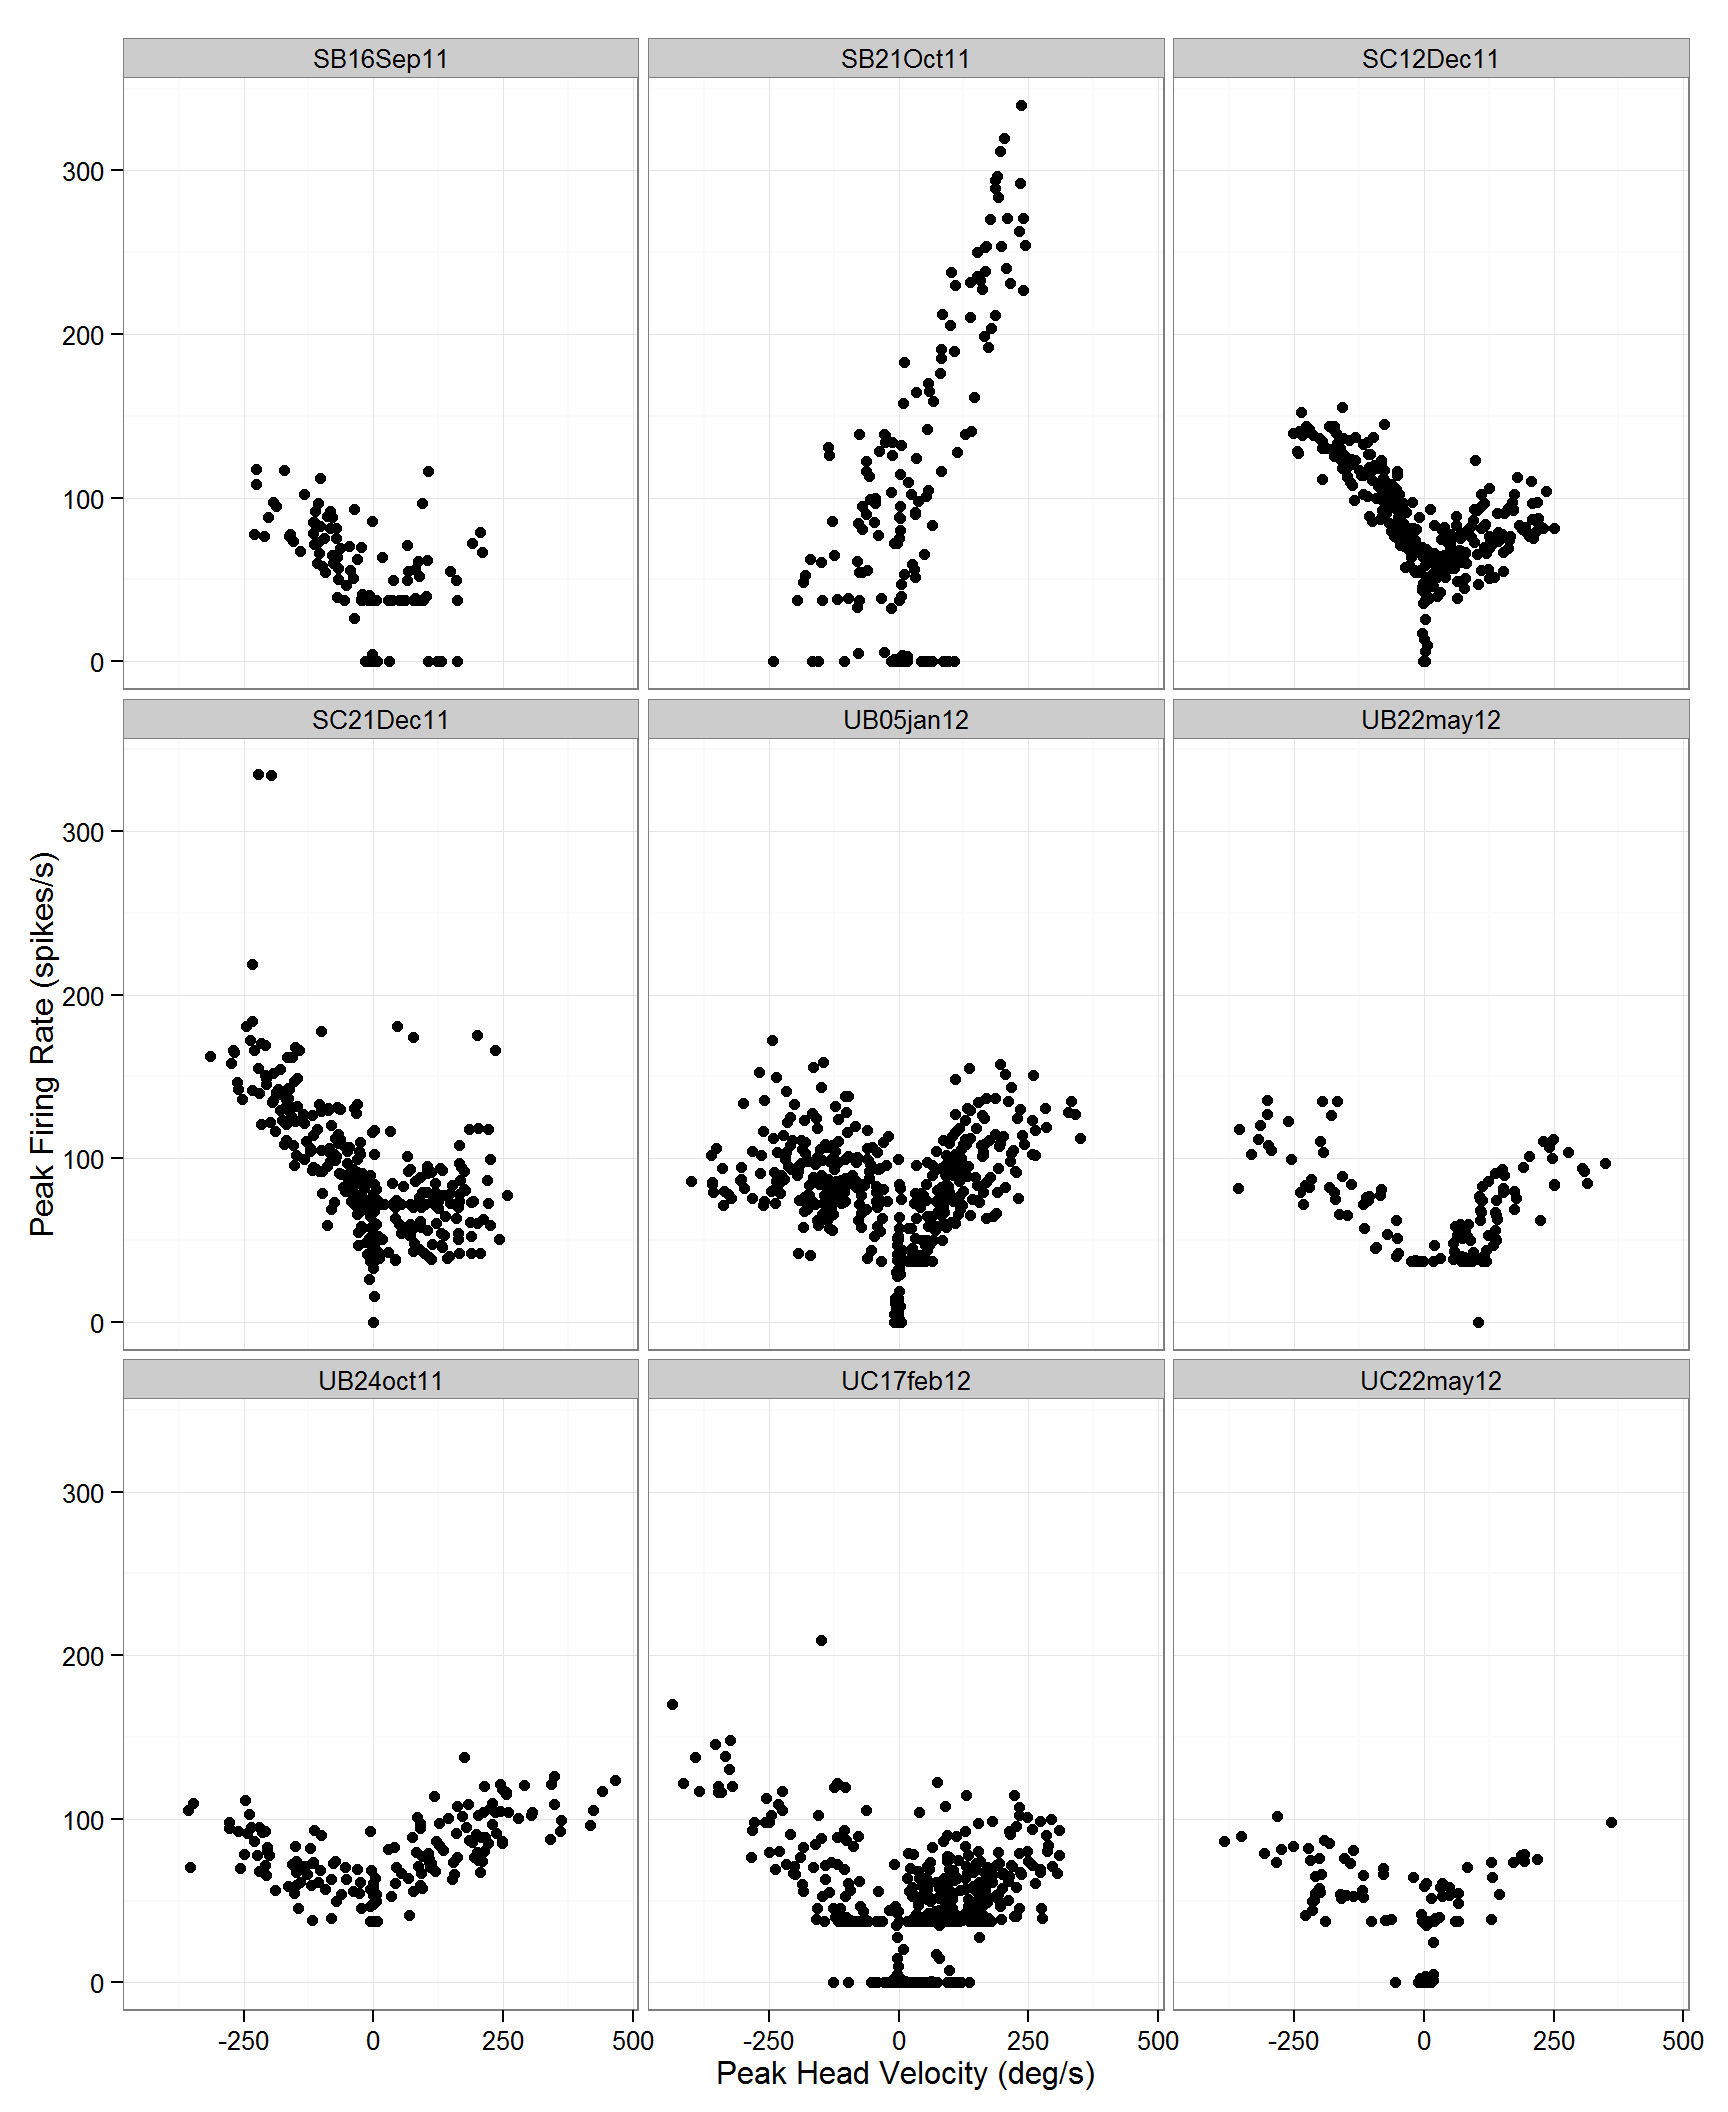 SB16Sep11 SB21Oct11 SC12Dec11
300
200
100
0
SC21Dec11 UB05jan12 UB22may12
300
200
100
0
Peak Firing Rate (spikes/s)
UB24oct11 UC17feb12 UC22may12
300
200
100
0
-250 0 250 500 -250 0 250 500 -250 0 250 500
Peak Head Velocity (deg/s)